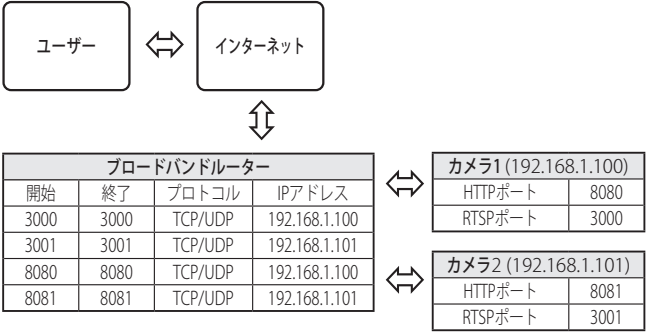 ユーザー
インターネット
ブロードバンドルーター
開始 終了 プロトコル IPアドレス
3000 3000 TCP/UDP 192.168.1.100
3001 3001 TCP/UDP 192.168.1.101
8080 8080 TCP/UDP 192.168.1.100
8081 8081 TCP/UDP 192.168.1.101
カメラ1 (192.168.1.100)
HTTPポート 8080
RTSPポート 3000
カメラ2 (192.168.1.101)
HTTPポート 8081
RTSPポート 3001